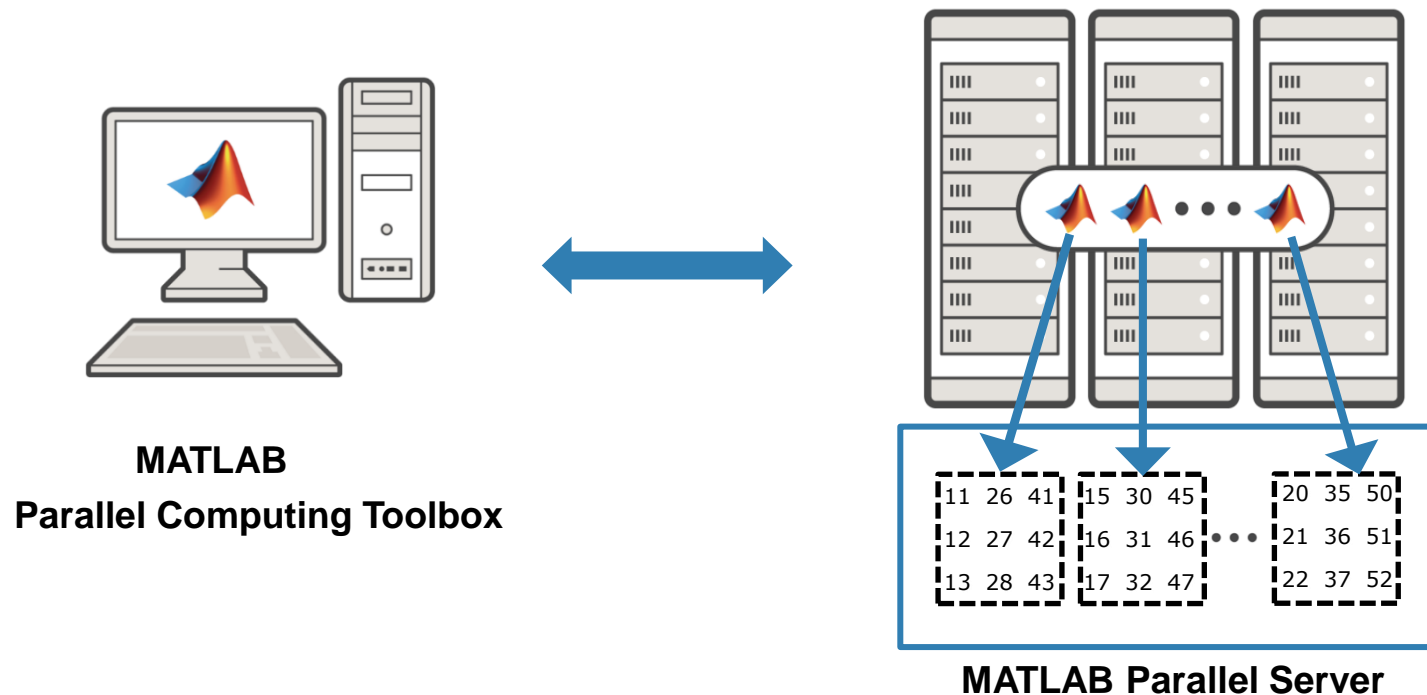 MATLAB
Parallel Computing Toolbox
11 26 41 15 30 45 20 35 50
12 27 42 16 31 46 ••• 21 36 51
13 28 43 17 32 47 22 37 52
MATLAB Parallel Server